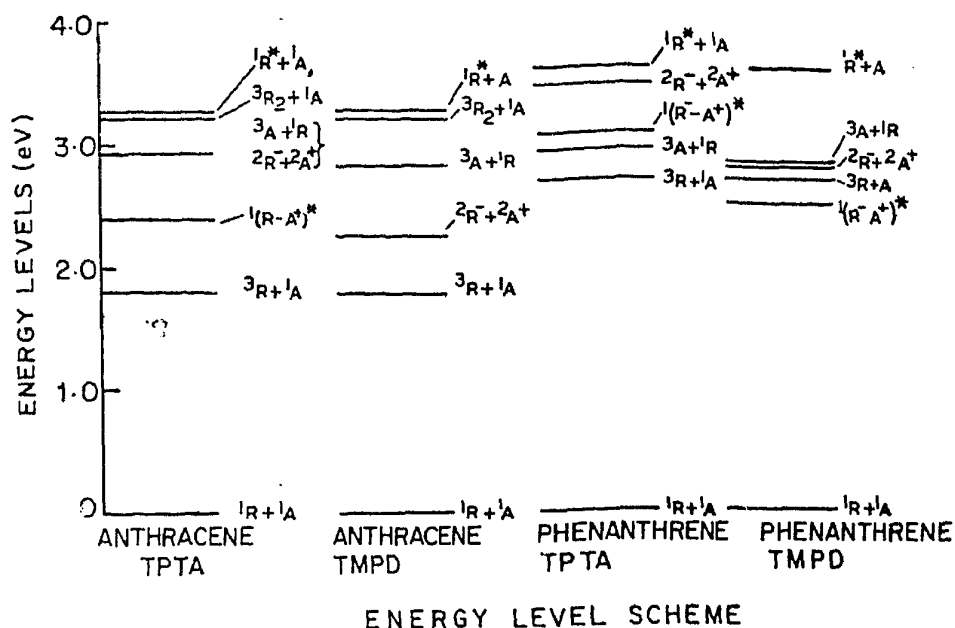 ENERGY LEVELS (eV)
4.0
3.0
2.0
1.0
0
¹R* + ¹A,
³R₂ + ¹A
³A + ¹R }
²R⁻ + ²A⁺
¹(R-A⁺)*
³R + ¹A
¹R + ¹A
ANTHRACENE
TPTA
¹R* + A
³R₂ + ¹A
³A + ¹R
²R⁻ + ²A⁺
³R + ¹A
¹R + ¹A
ANTHRACENE
TMPD
¹R* + ¹A
²R⁻ + ²A⁺
¹(R⁻-A⁺)*
³A + ¹R
³R + ¹A
¹R + ¹A
PHENANTHRENE
TPTA
¹R* + A
³A + ¹R
²R⁻ + ²A⁺
³R + A
¹(R⁻ A⁺)*
¹R + ¹A
PHENANTHRENE
TMPD
ENERGY LEVEL SCHEME